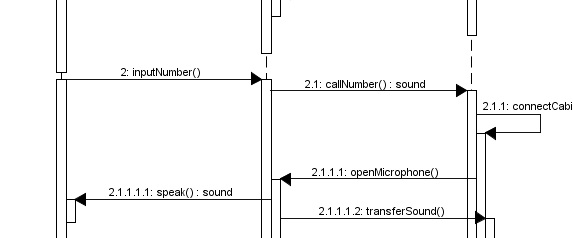 2: inputNumber()
2.1: callNumber() : sound
2.1.1: connectCabi
2.1.1.1: openMicrophone()
2.1.1.1.1: speak() : sound
2.1.1.1.2: transferSound()